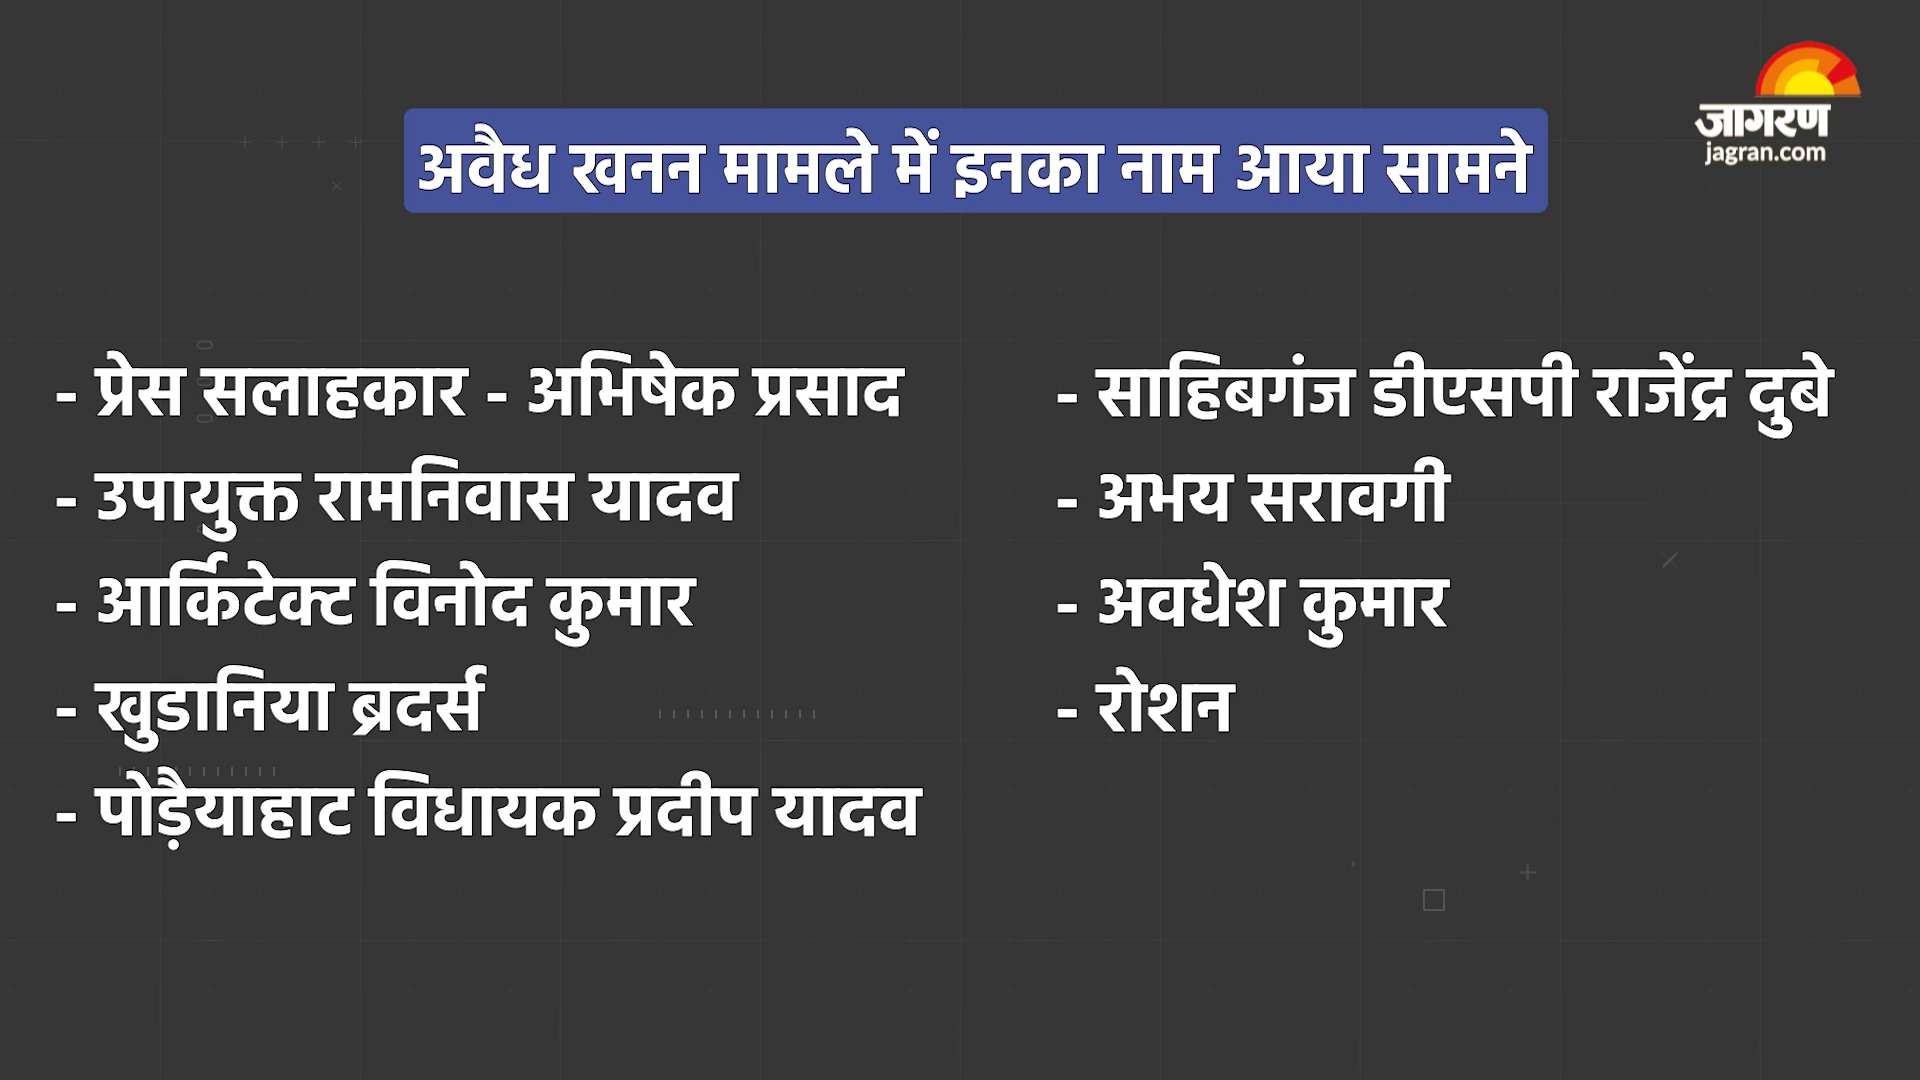 जागरण
jagran.com
अवैध खनन मामले में इनका नाम आया सामने
- प्रेस सलाहकार - अभिषेक प्रसाद
- उपायुक्त रामनिवास यादव
- आर्किटेक्ट विनोद कुमार
- खुडानिया ब्रदर्स
- पोड़ैयाहाट विधायक प्रदीप यादव
- साहिबगंज डीएसपी राजेंद्र दुबे
- अभय सरावगी
- अवधेश कुमार
- रोशन